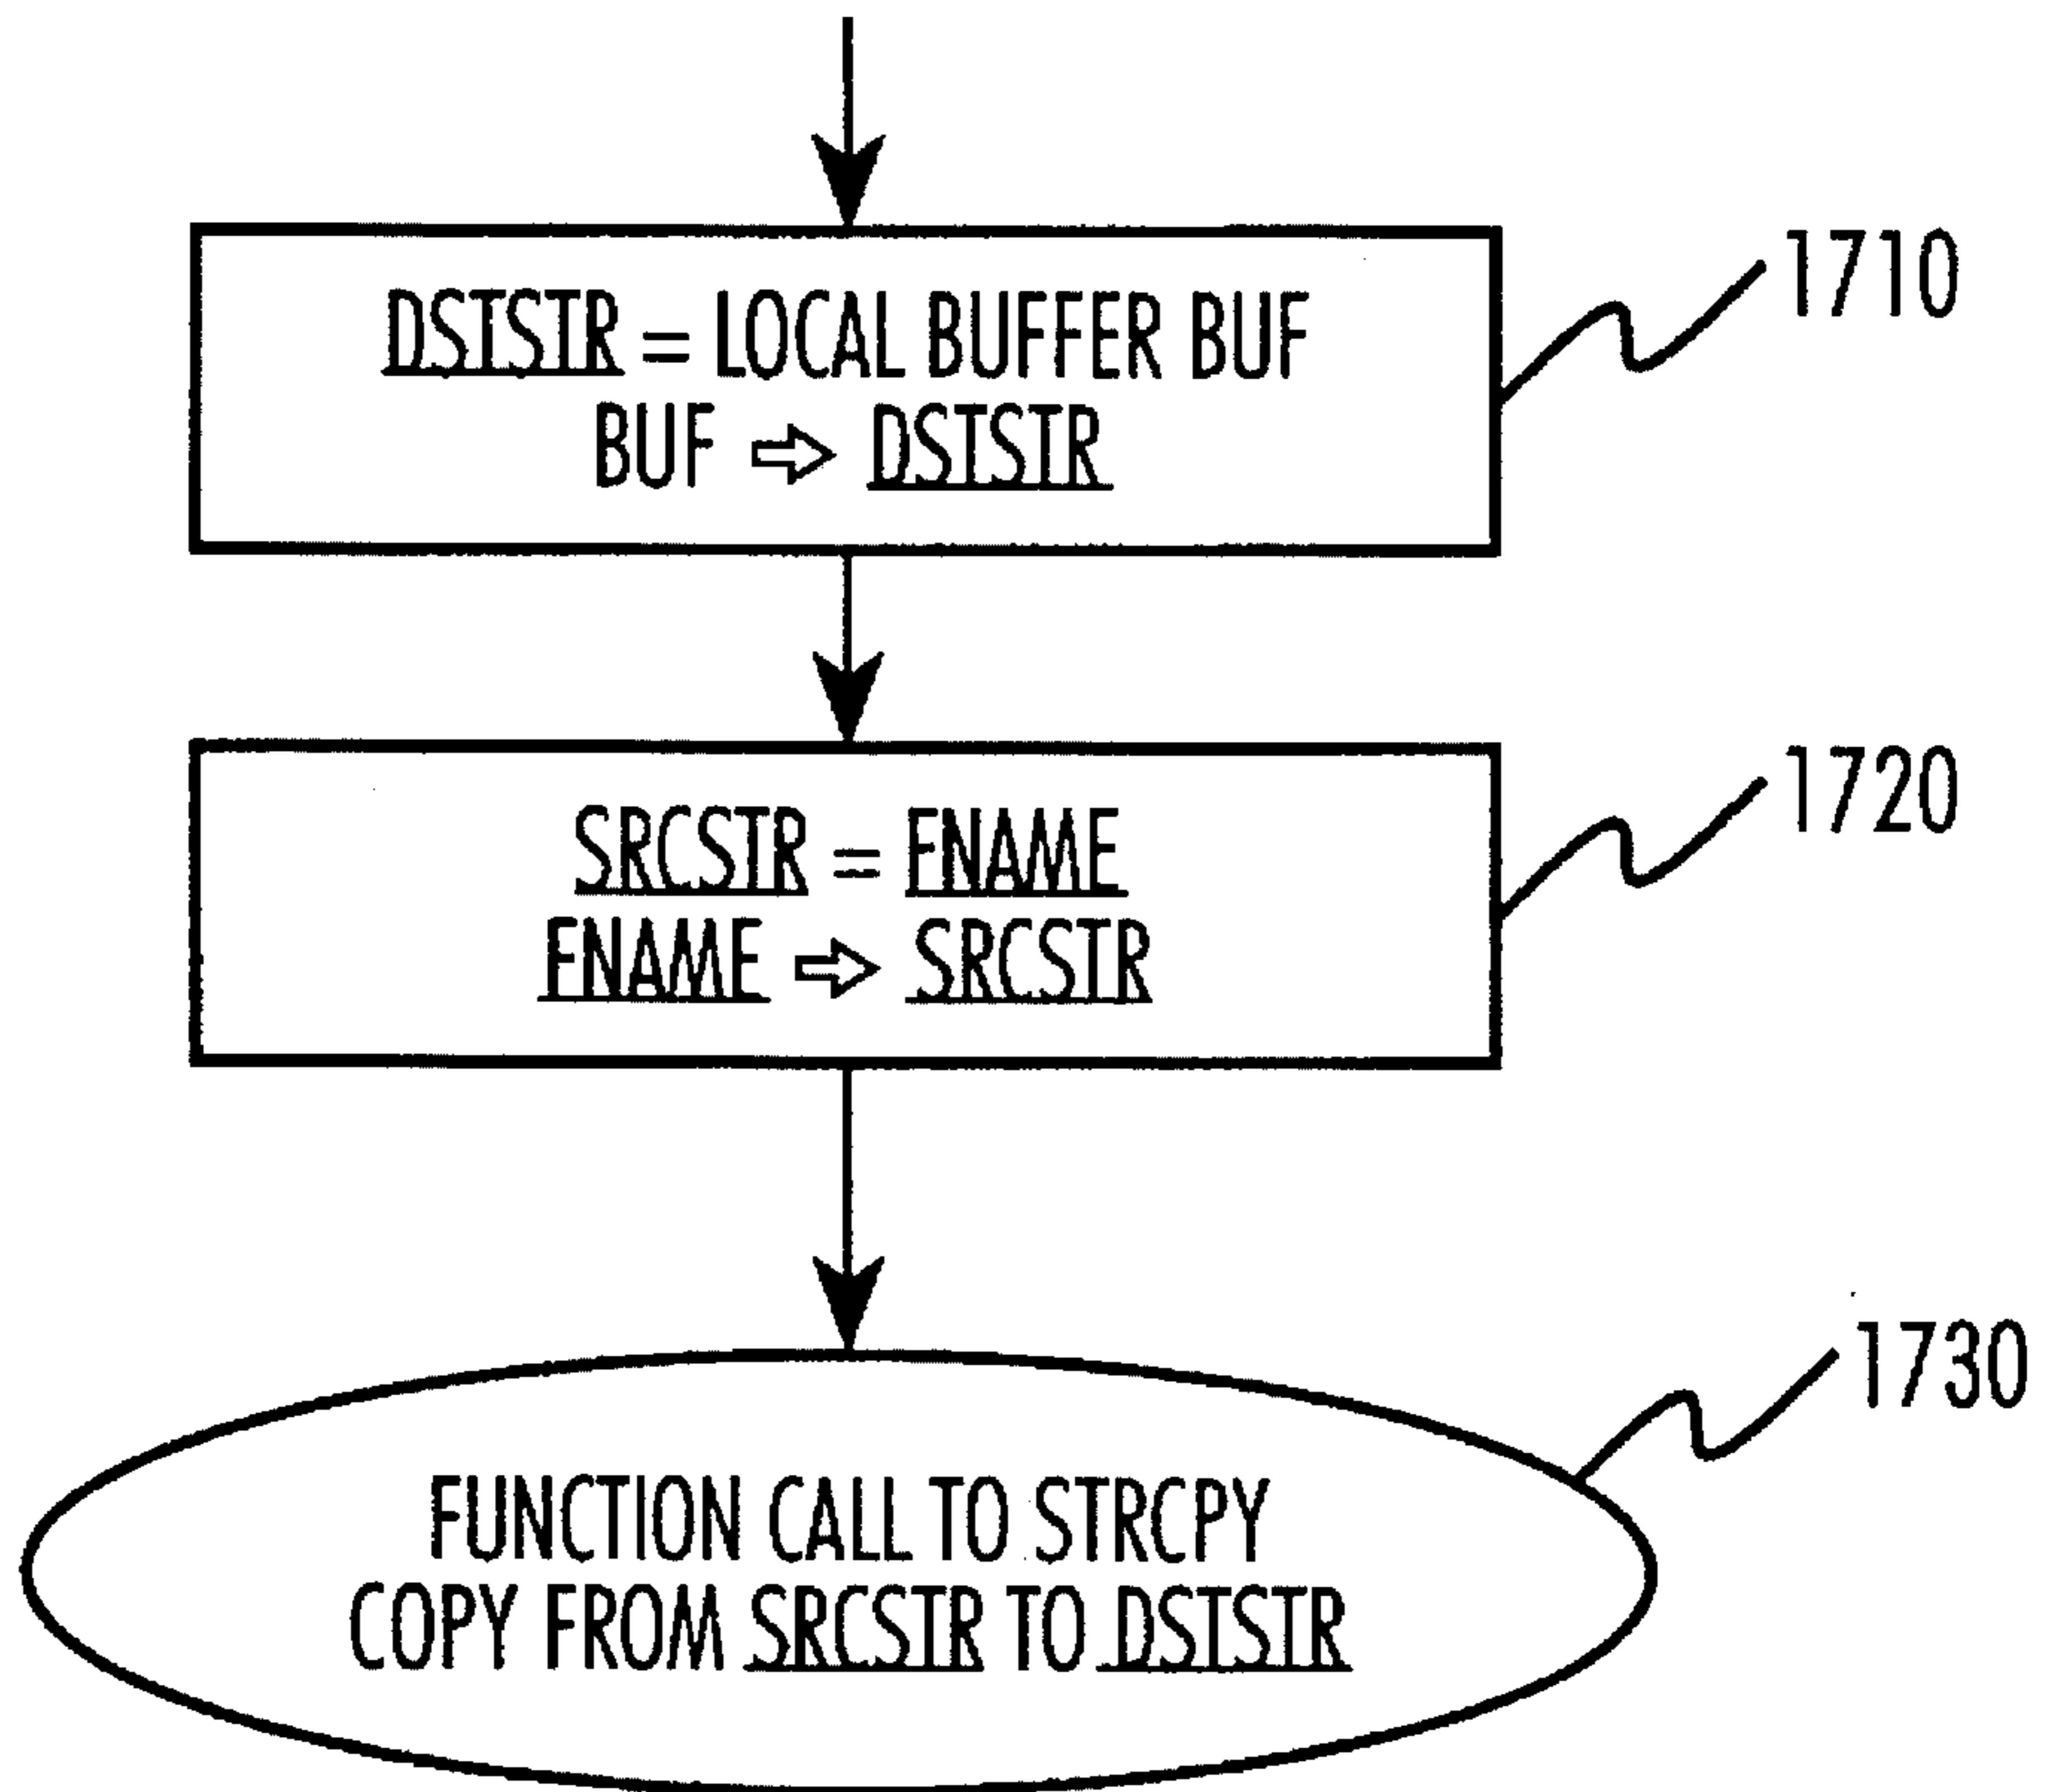 DSTSTR = LOCAL BUFFER BUF
BUF ⇨ DSTSTR
1710
SRCSTR = FNAME
FNAME ⇨ SRCSTR
1720
1730
FUNCTION CALL TO STRCPY
COPY FROM SRCSTR TO DSTSTR